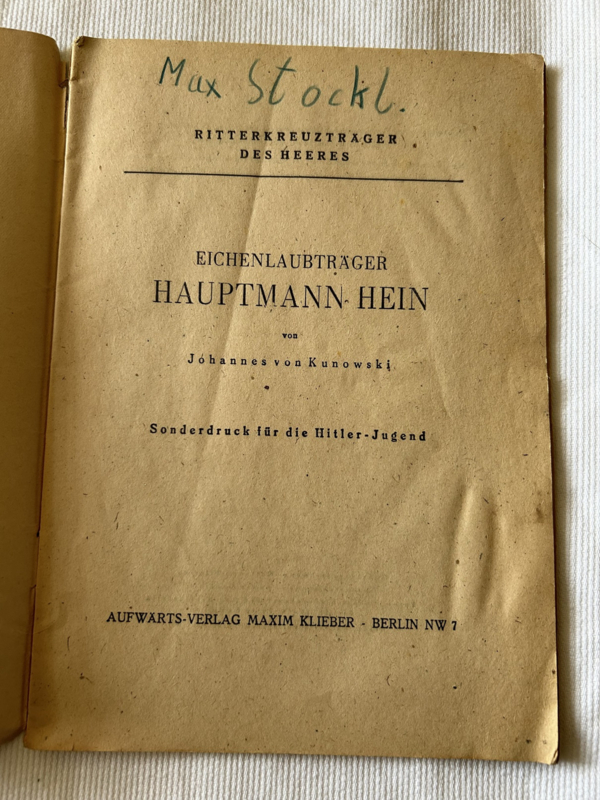 Max Stockl.
RITTERKREUZTRÄGER
DES HEERES
EICHENLAUBTRÄGER
HAUPTMANN HEIN
von
Johannes von Kunowski
Sonderdruck für die Hitler-Jugend
AUFWÄRTS-VERLAG MAXIM KLIEBER - BERLIN NW 7